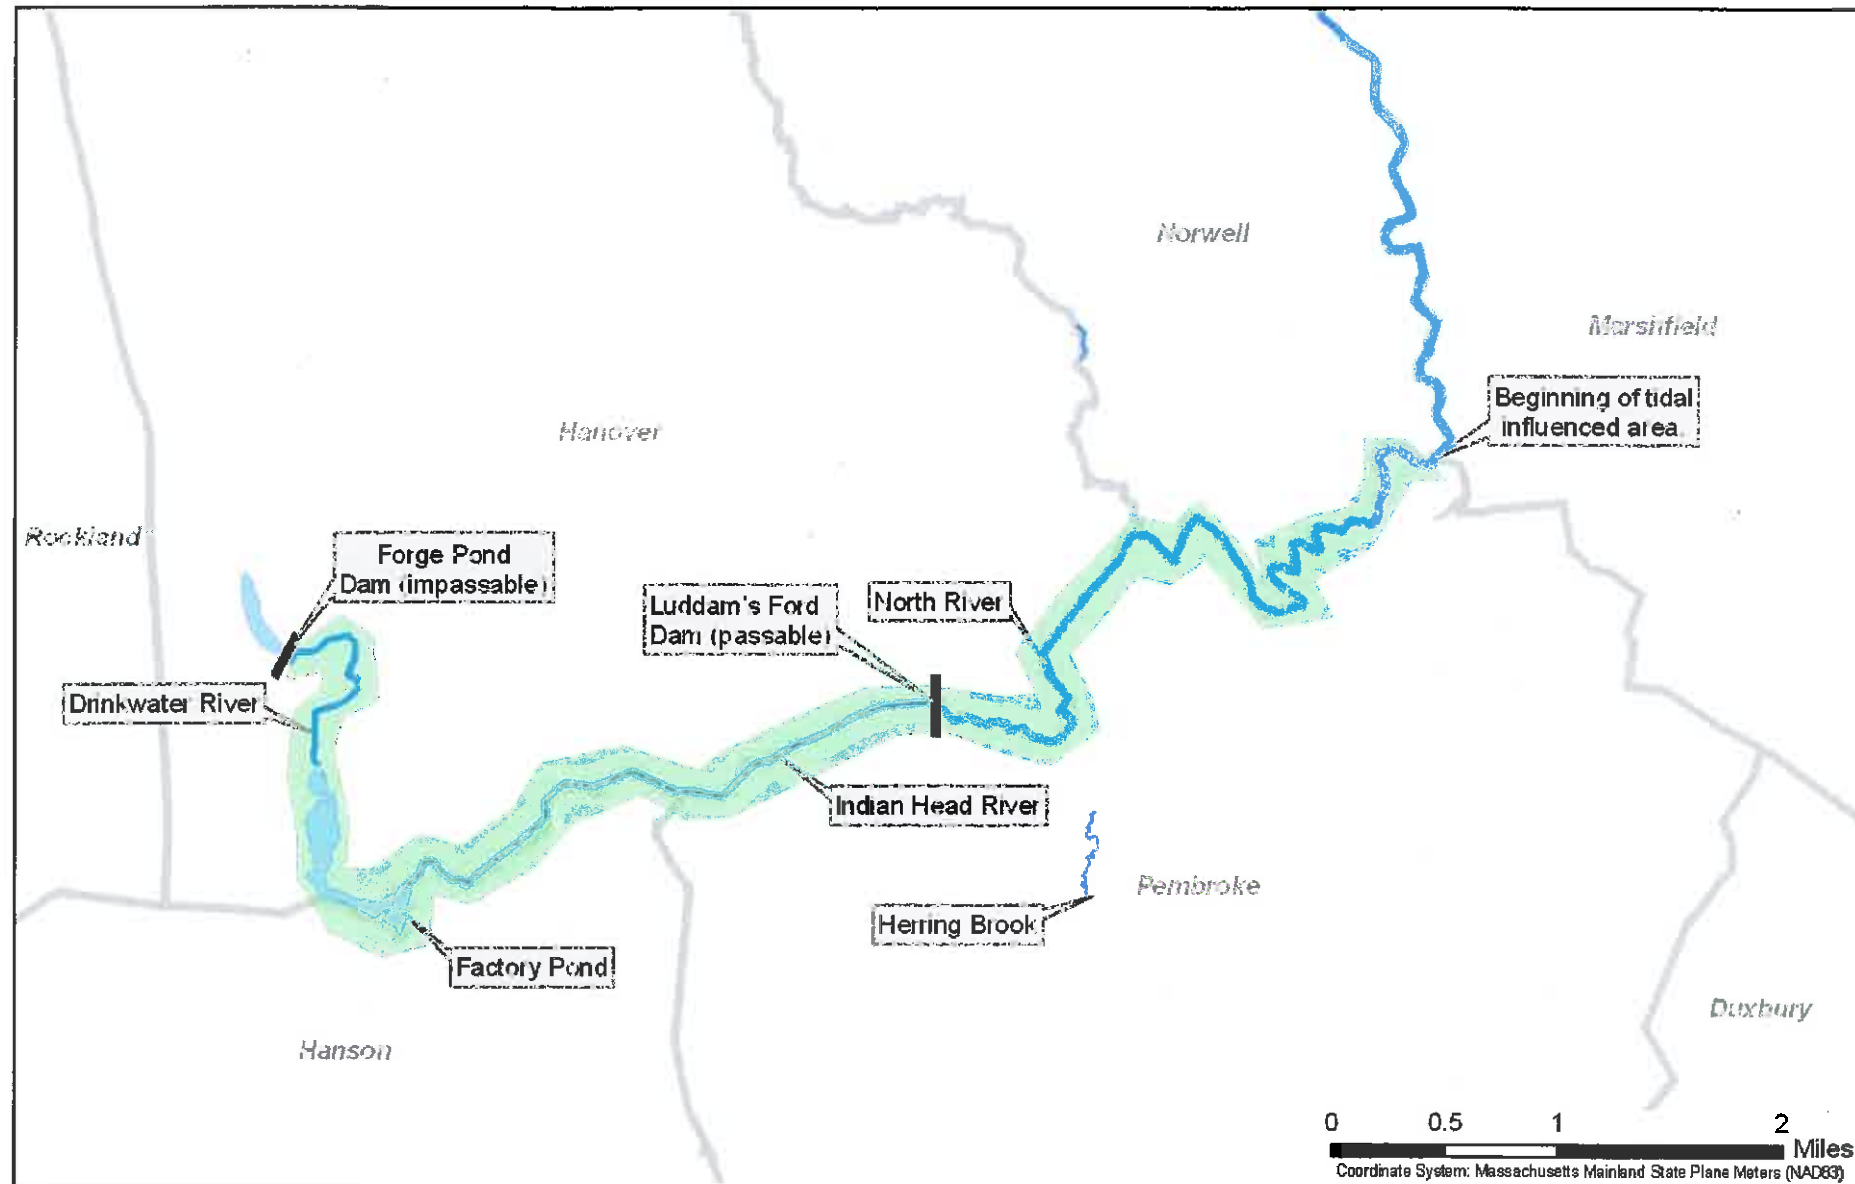 Norwell
Marshfield
Beginning of tidal
influenced area.
Hanover
Rockland
Forge Pond
Dam (impassable)
Luddam's Ford
Dam (passable)
North River
Drinkwater River
Indian Head River
Pembroke
Herring Brook
Factory Pond
Duxbury
Hanson
0 0.5 1 2
Miles
Coordinate System: Massachusetts Mainland State Plane Meters (NAD83)